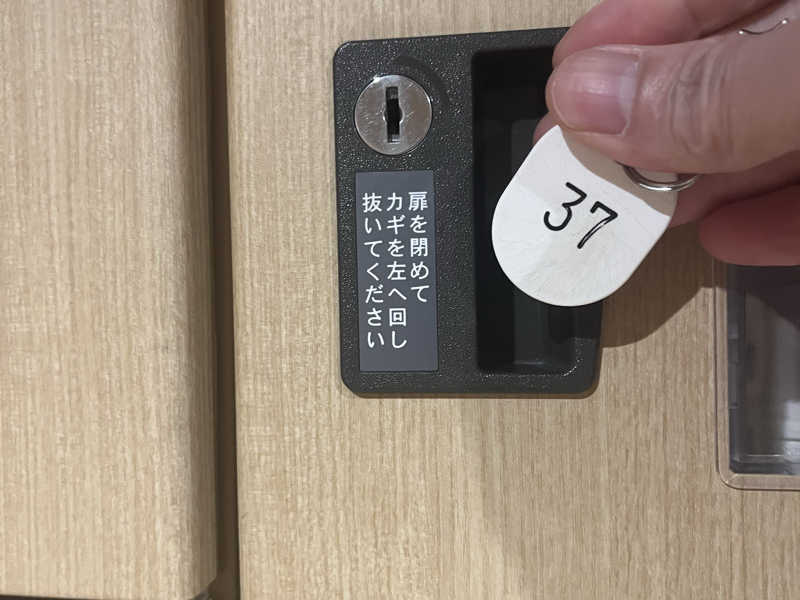 扉を閉めて
カギを左へ回し
抜いてください
37